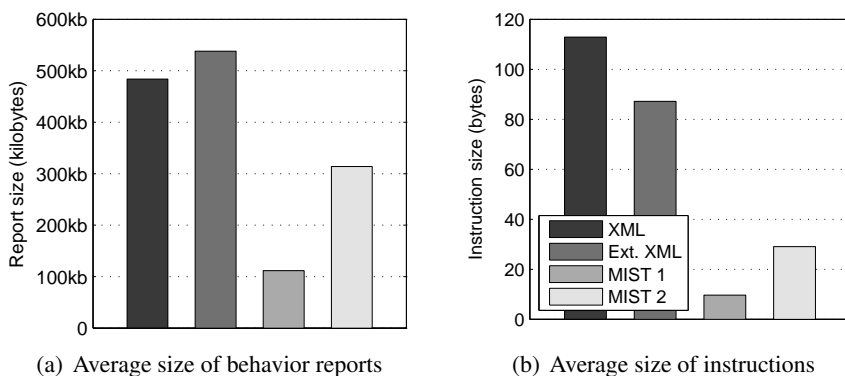 600kb
500kb
400kb
300kb
200kb
100kb
0
Report size (kilobytes)
(a) Average size of behavior reports
120
100
80
60
40
20
0
Instruction size (bytes)
XML
Ext. XML
MIST 1
MIST 2
(b) Average size of instructions